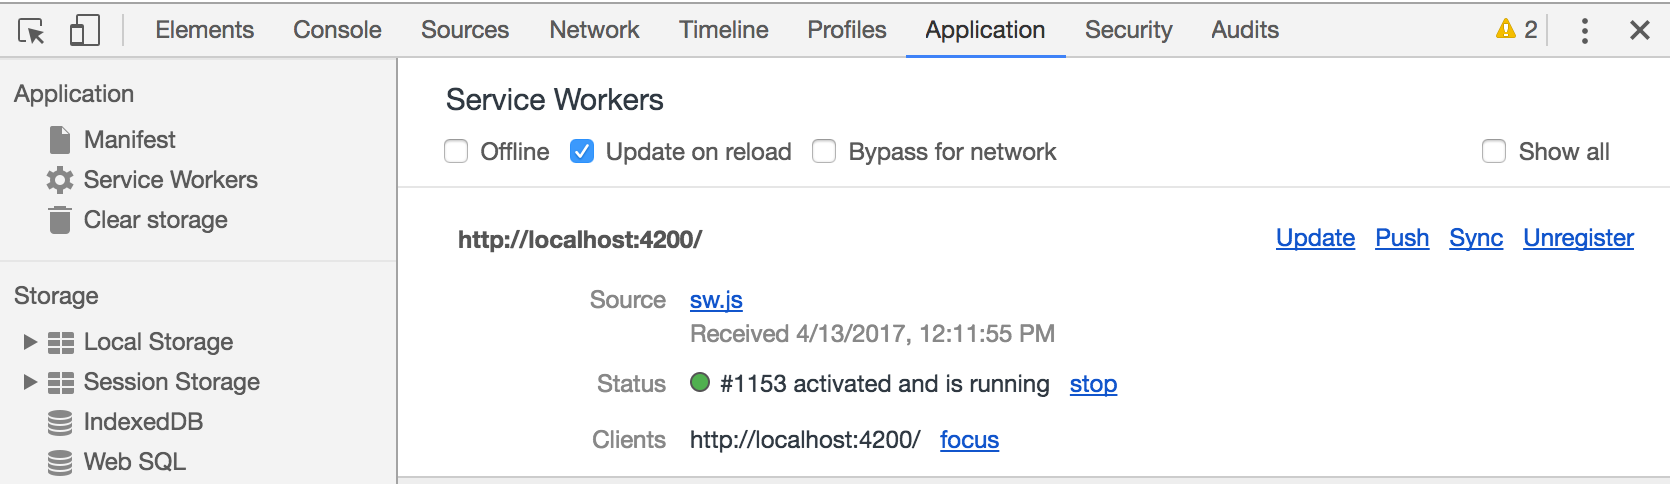 Elements Console Sources Network Timeline Profiles Application Security Audits 2
Application
Manifest
Service Workers
Clear storage
Storage
Local Storage
Session Storage
IndexedDB
Web SQL
Service Workers
Offline Update on reload Bypass for network Show all
http://localhost:4200/ Update Push Sync Unregister
Source sw.js
Received 4/13/2017, 12:11:55 PM
Status #1153 activated and is running stop
Clients http://localhost:4200/ focus